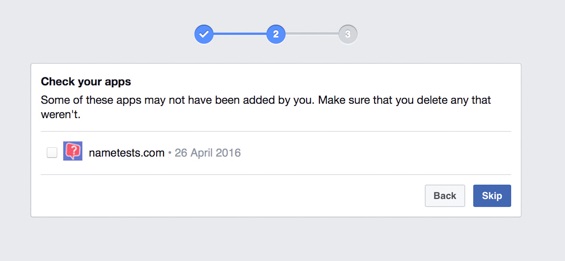 2
3
Check your apps
Some of these apps may not have been added by you. Make sure that you delete any that
weren't.
?
nametests.com • 26 April 2016
Back
Skip